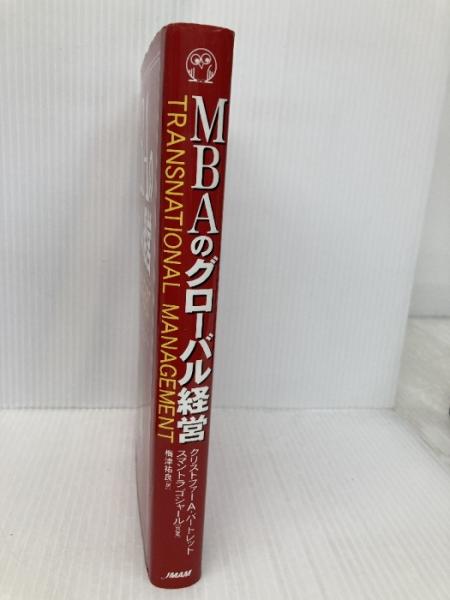 MBAのグローバル経営
TRANSNATIONAL MANAGEMENT
クリストファーA・バートレット
スマントラ・ゴシャール[共著]
梅津祐良[訳]
JMAM